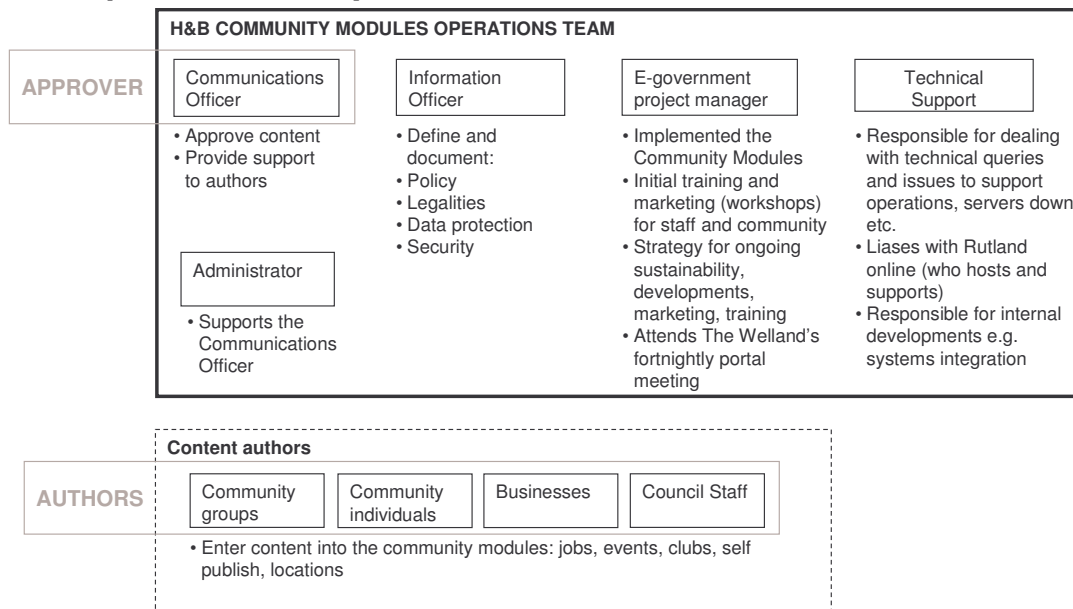 H&B COMMUNITY MODULES OPERATIONS TEAM
APPROVER
Communications
Officer
• Approve content
• Provide support
to authors
Administrator
• Supports the
Communications
Officer
Information
Officer
• Define and
document:
• Policy
• Legalities
• Data protection
• Security
E-government
project manager
• Implemented the
Community Modules
• Initial training and
marketing (workshops)
for staff and community
• Strategy for ongoing
sustainability,
developments,
marketing, training
• Attends The Welland's
fortnightly portal
meeting
Technical
Support
• Responsible for dealing
with technical queries
and issues to support
operations, servers down
etc.
• Liases with Rutland
online (who hosts and
supports)
• Responsible for internal
developments e.g.
systems integration
Content authors
AUTHORS
Community
groups
Community
individuals
Businesses
Council Staff
• Enter content into the community modules: jobs, events, clubs, self
publish, locations